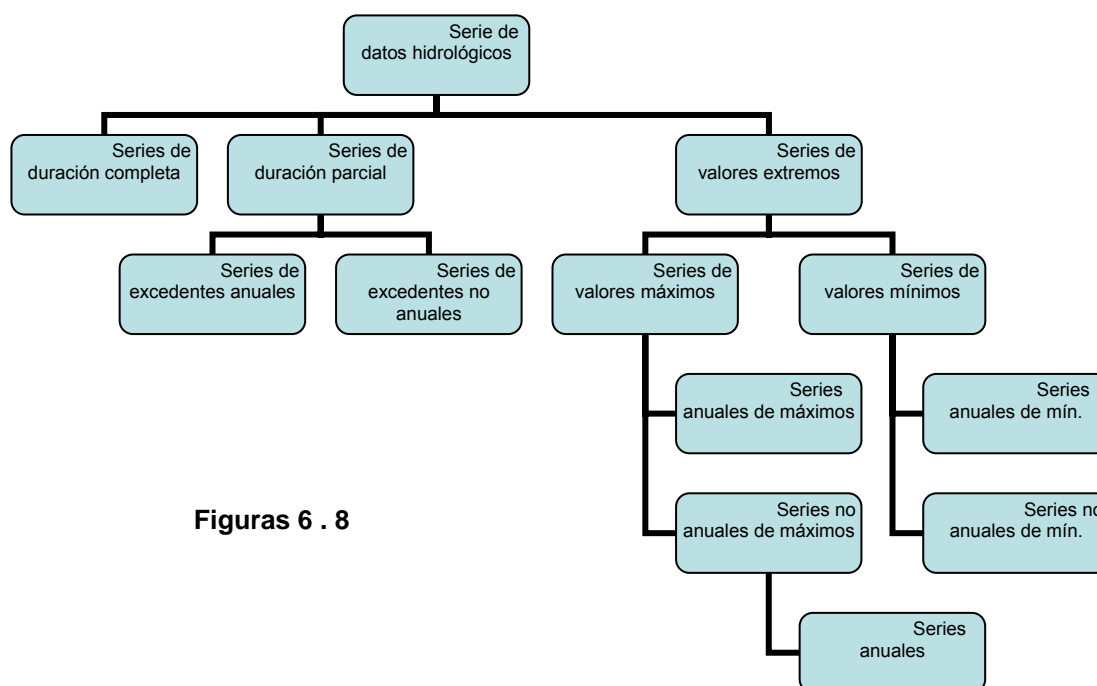 Serie de
datos hidrológicos
Series de
duración completa
Series de
duración parcial
Series de
valores extremos
Series de
excedentes anuales
Series de
excedentes no
anuales
Series de
valores máximos
Series de
valores mínimos
Series
anuales de máximos
Series
anuales de mín.
Series no
anuales de máximos
Series no
anuales de mín.
Series
anuales
Figuras 6 . 8